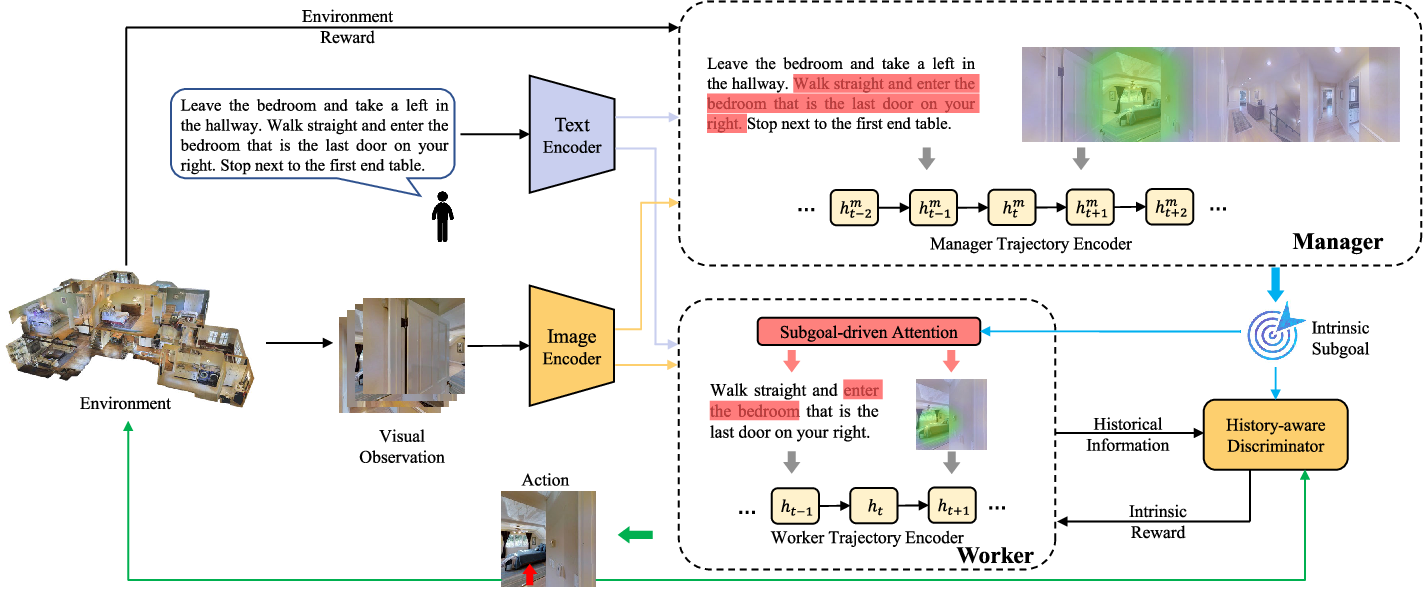 Environment
Reward
Leave the bedroom and take a left in
the hallway. Walk straight and enter the
bedroom that is the last door on your
right. Stop next to the first end table.
Text
Encoder
Leave the bedroom and take a left in
the hallway. Walk straight and enter the
bedroom that is the last door on your
right. Stop next to the first end table.
... h^m_{t-2} h^m_{t-1} h^m_t h^m_{t+1} h^m_{t+2} ...
Manager Trajectory Encoder
Manager
Environment
Visual
Observation
Image
Encoder
Subgoal-driven Attention
Walk straight and enter
the bedroom that is the
last door on your right.
... h_{t-1} h_t h_{t+1} ...
Worker Trajectory Encoder
Worker
Intrinsic
Subgoal
Historical
Information
History-aware
Discriminator
Intrinsic
Reward
Action